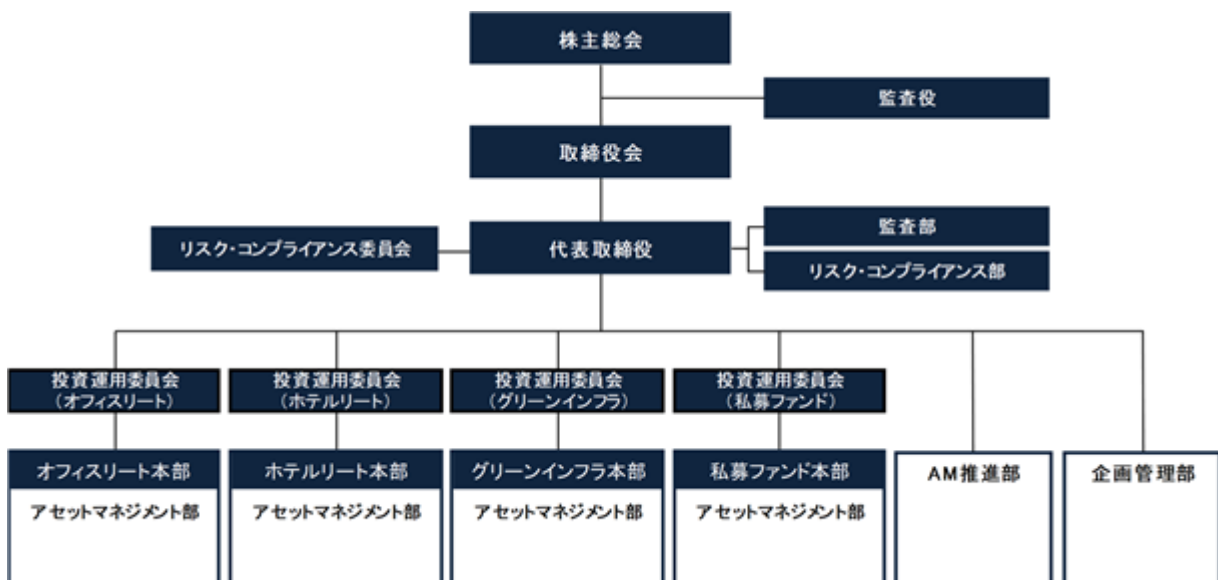 株主総会
監査役
取締役会
リスク・コンプライアンス委員会
代表取締役
監査部
リスク・コンプライアンス部
投資運用委員会
(オフィスリート)
投資運用委員会
(ホテルリート)
投資運用委員会
(グリーンインフラ)
投資運用委員会
(私募ファンド)
オフィスリート本部
アセットマネジメント部
ホテルリート本部
アセットマネジメント部
グリーンインフラ本部
アセットマネジメント部
私募ファンド本部
アセットマネジメント部
AM推進部
企画管理部